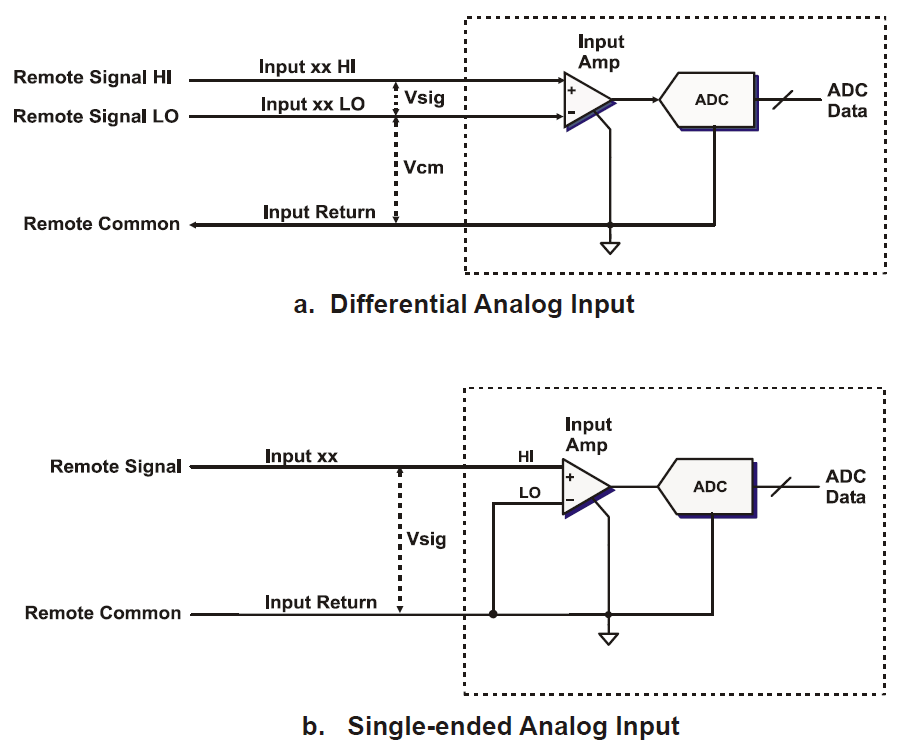 Input
Amp
Remote Signal HI
Input xx HI
+
Vsig
ADC
ADC
Data
Remote Signal LO
Input xx LO
-
Vcm
Remote Common
Input Return
a. Differential Analog Input
Input
Amp
Remote Signal
Input xx
HI
+
LO
-
ADC
ADC
Data
Vsig
Remote Common
Input Return
b. Single-ended Analog Input